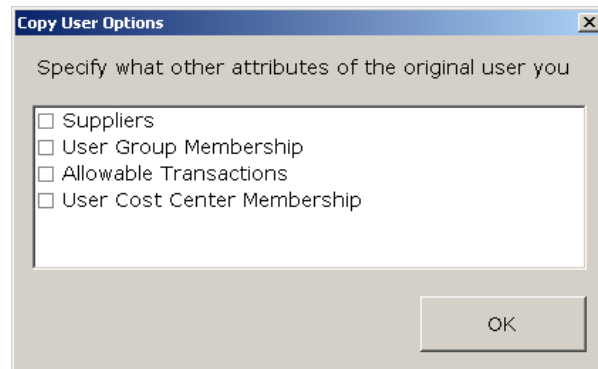 Copy User Options
Specify what other attributes of the original user you
Suppliers
User Group Membership
Allowable Transactions
User Cost Center Membership
OK